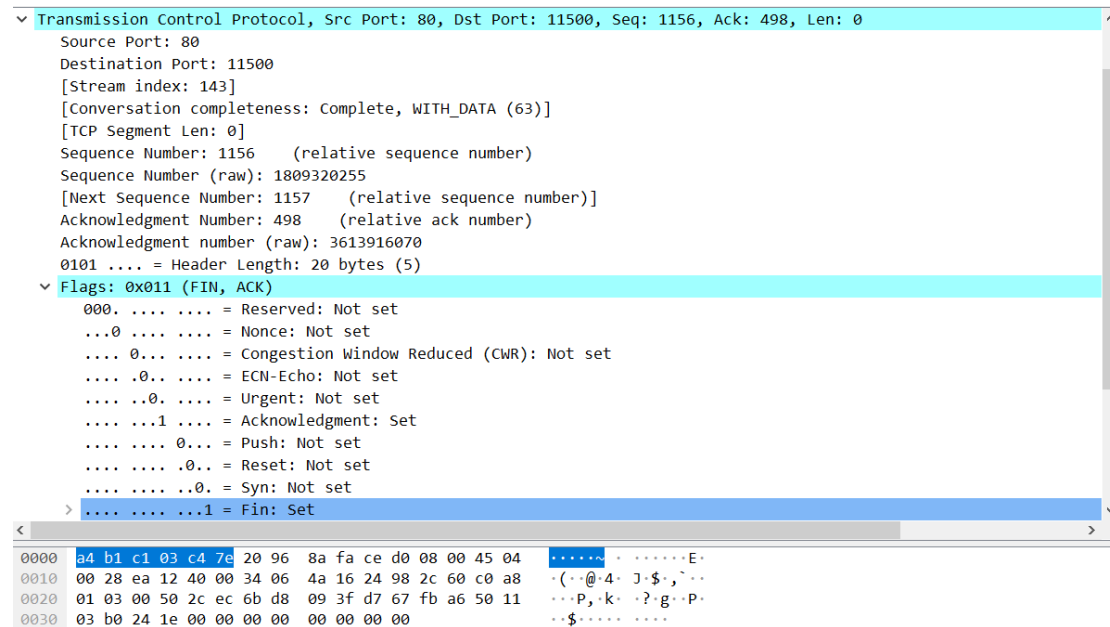 Transmission Control Protocol, Src Port: 80, Dst Port: 11500, Seq: 1156, Ack: 498, Len: 0
Source Port: 80
Destination Port: 11500
[Stream index: 143]
[Conversation completeness: Complete, WITH_DATA (63)]
[TCP Segment Len: 0]
Sequence Number: 1156    (relative sequence number)
Sequence Number (raw): 1809320255
[Next Sequence Number: 1157    (relative sequence number)]
Acknowledgment Number: 498    (relative ack number)
Acknowledgment number (raw): 3613916070
0101 .... = Header Length: 20 bytes (5)
Flags: 0x011 (FIN, ACK)
000. .... .... = Reserved: Not set
...0 .... .... = Nonce: Not set
.... 0... .... = Congestion Window Reduced (CWR): Not set
.... .0.. .... = ECN-Echo: Not set
.... ..0. .... = Urgent: Not set
.... ...1 .... = Acknowledgment: Set
.... .... 0... = Push: Not set
.... .... .0.. = Reset: Not set
.... .... ..0. = Syn: Not set
.... .... ...1 = Fin: Set
0000  a4 b1 c1 03 c4 7e 20 96  8a fa ce d0 08 00 45 04   ·····~ · ······E·
0010  00 28 ea 12 40 00 34 06  4a 16 24 98 2c 60 c0 a8   ·(··@·4· J·$·,`··
0020  01 03 00 50 2c ec 6b d8  09 3f d7 67 fb a6 50 11   ···P,·k· ·?·g··P·
0030  03 b0 24 1e 00 00 00 00  00 00 00 00   ··$····· ····